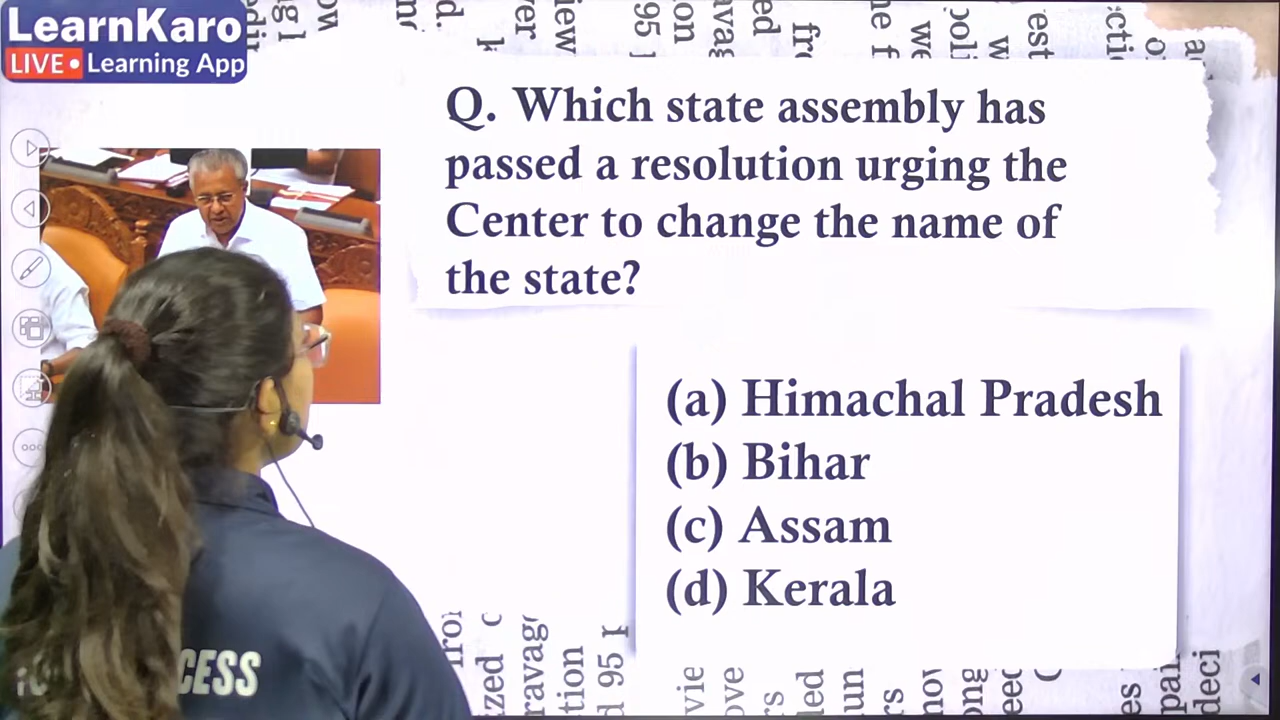 LearnKaro
LIVE • Learning App
Q. Which state assembly has
passed a resolution urging the
Center to change the name of
the state?
(a) Himachal Pradesh
(b) Bihar
(c) Assam
(d) Kerala
CESS